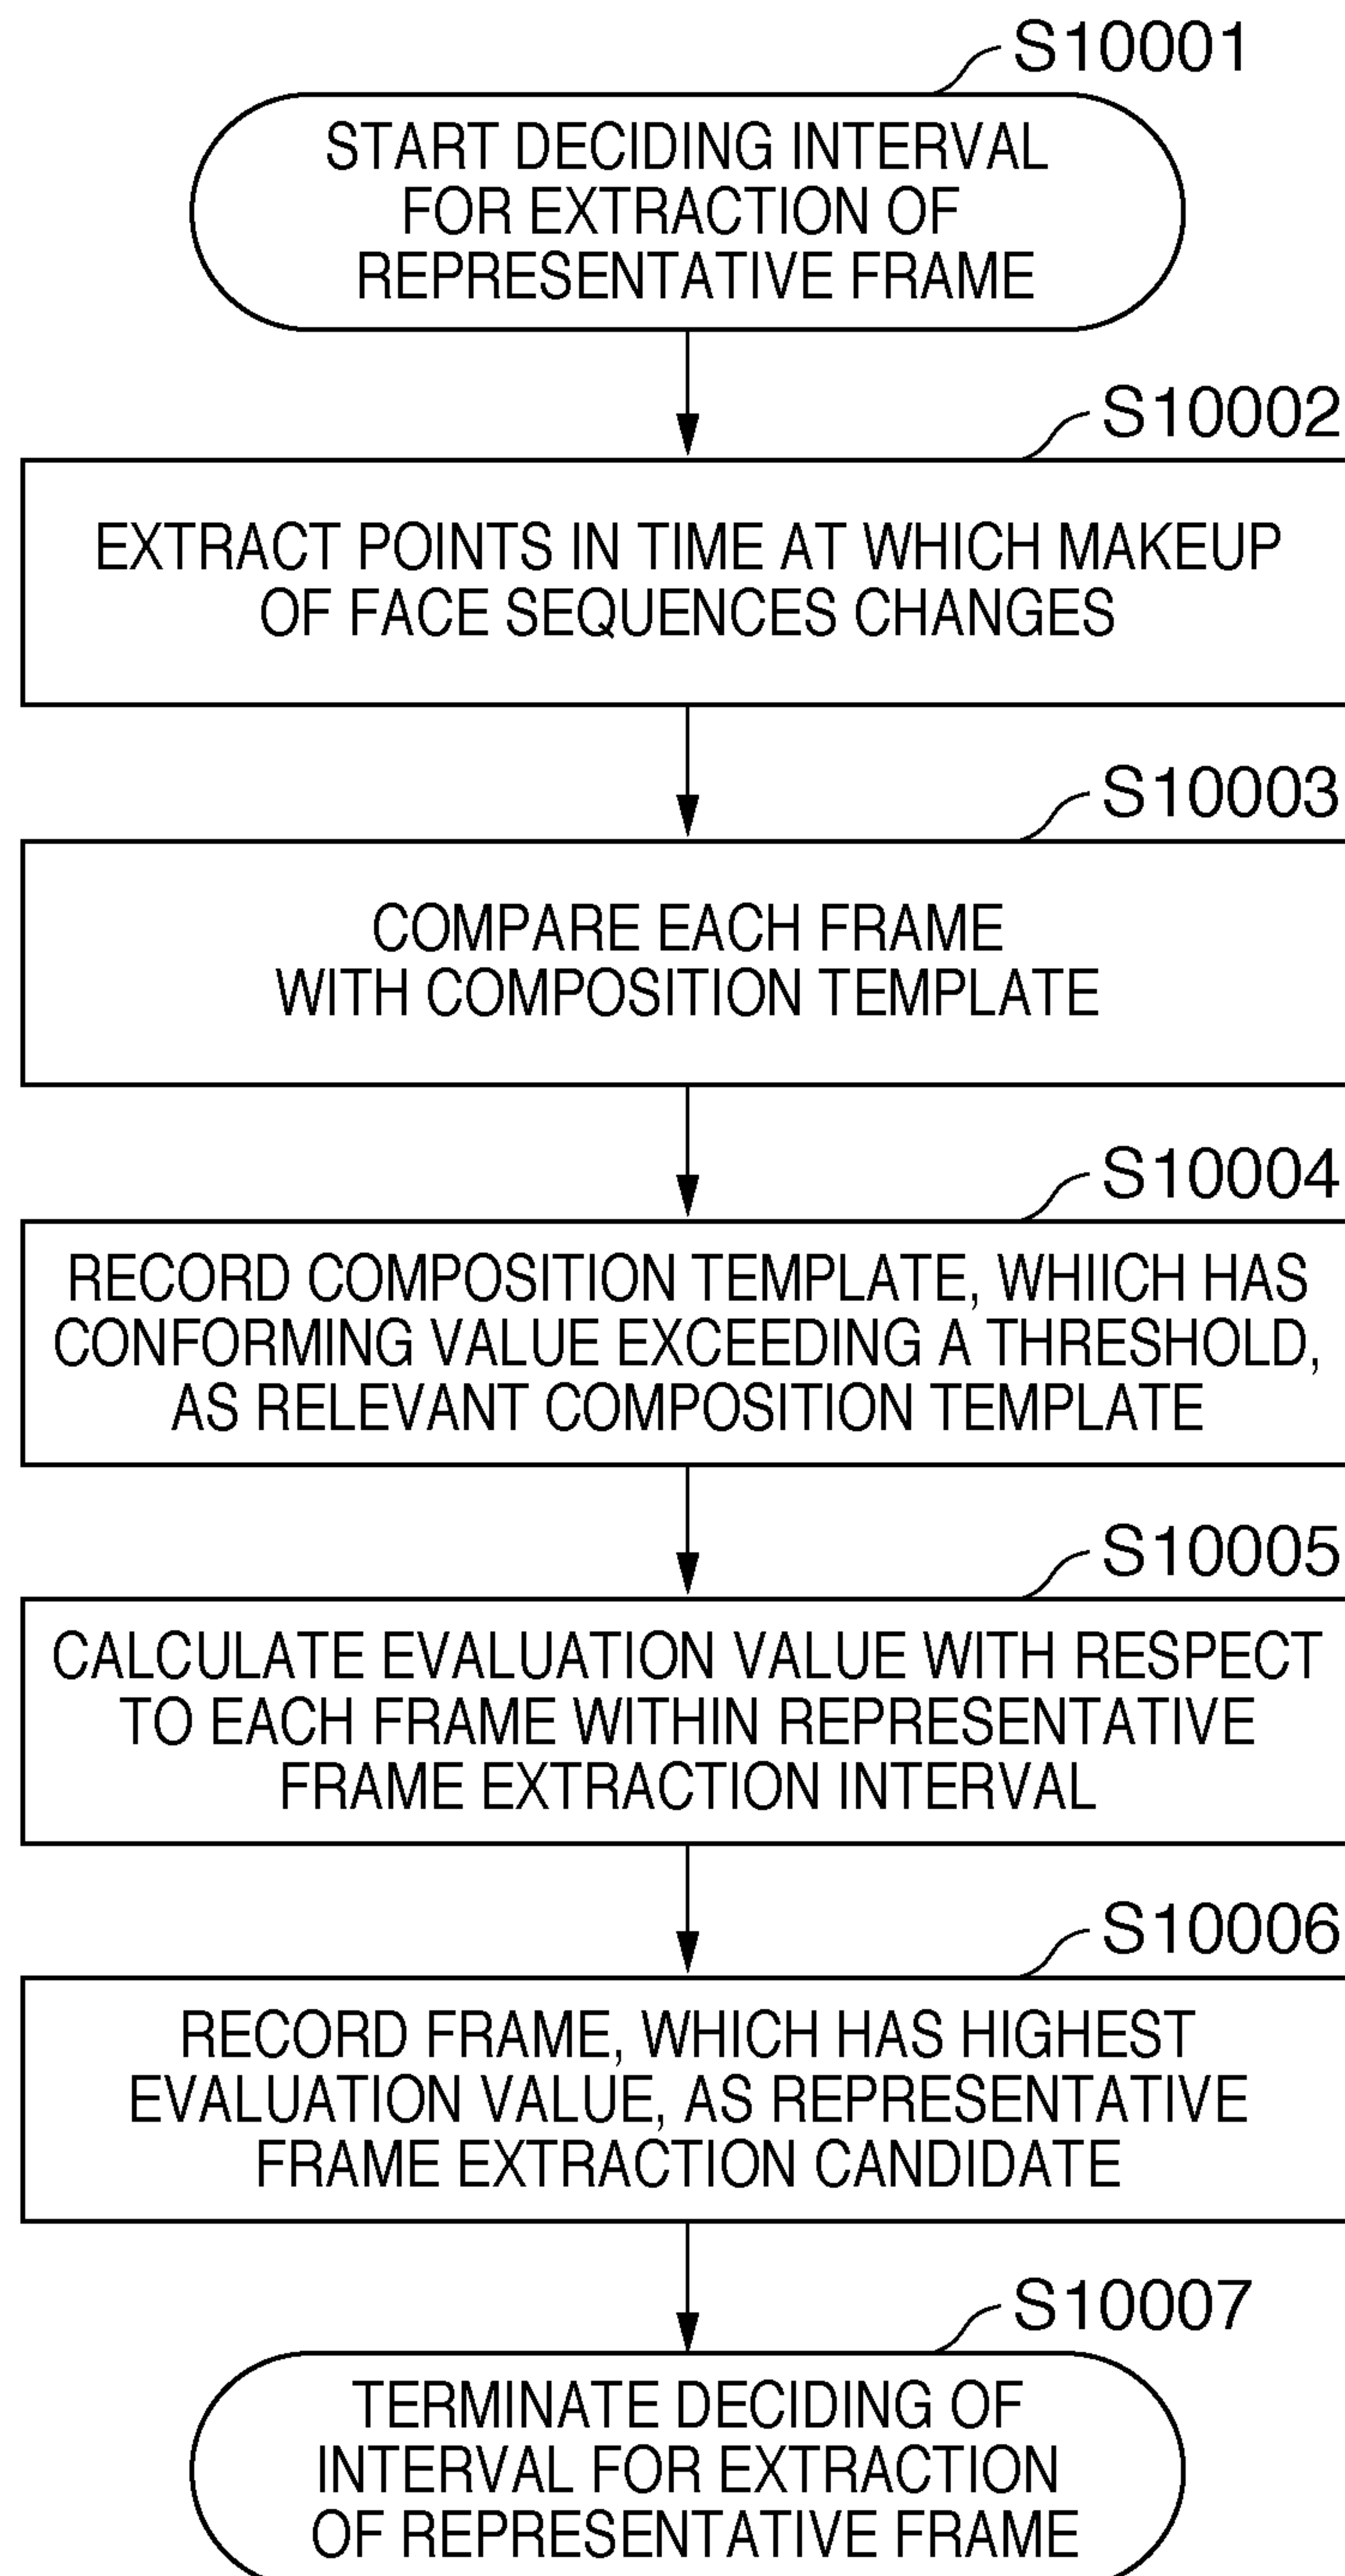 S10001
START DECIDING INTERVAL
FOR EXTRACTION OF
REPRESENTATIVE FRAME
S10002
EXTRACT POINTS IN TIME AT WHICH MAKEUP
OF FACE SEQUENCES CHANGES
S10003
COMPARE EACH FRAME
WITH COMPOSITION TEMPLATE
S10004
RECORD COMPOSITION TEMPLATE, WHIICH HAS
CONFORMING VALUE EXCEEDING A THRESHOLD,
AS RELEVANT COMPOSITION TEMPLATE
S10005
CALCULATE EVALUATION VALUE WITH RESPECT
TO EACH FRAME WITHIN REPRESENTATIVE
FRAME EXTRACTION INTERVAL
S10006
RECORD FRAME, WHICH HAS HIGHEST
EVALUATION VALUE, AS REPRESENTATIVE
FRAME EXTRACTION CANDIDATE
S10007
TERMINATE DECIDING OF
INTERVAL FOR EXTRACTION
OF REPRESENTATIVE FRAME